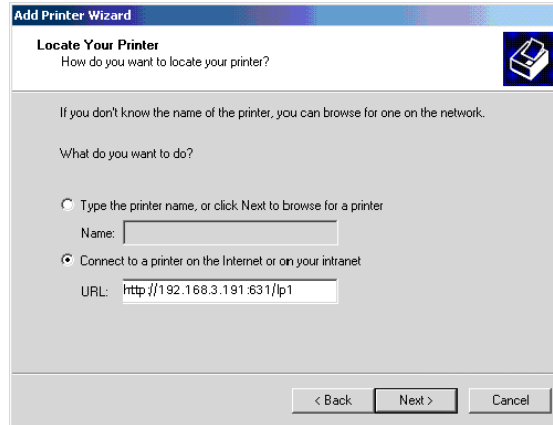 Add Printer Wizard
Locate Your Printer
How do you want to locate your printer?
If you don't know the name of the printer, you can browse for one on the network.
What do you want to do?
Type the printer name, or click Next to browse for a printer
Name:
Connect to a printer on the Internet or on your intranet
URL: http://192.168.3.191:631/lp1
< Back Next > Cancel